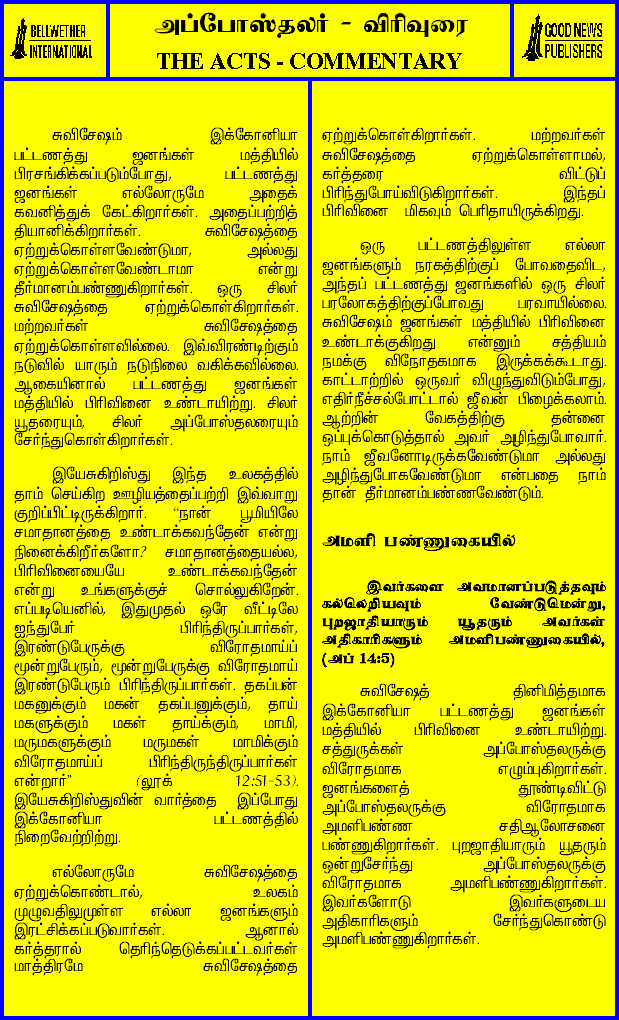 BELLWETHER
INTERNATIONAL
அப்போஸ்தலர் - விரிவுரை
THE ACTS - COMMENTARY
GOOD NEWS
PUBLISHERS
சுவிசேஷம் இக்கோனியா
பட்டணத்து ஜனங்கள் மத்தியில்
பிரசங்கிக்கப்படும்போது, பட்டணத்து
ஜனங்கள் எல்லோருமே அதைக்
கவனித்துக் கேட்கிறார்கள். அதைப்பற்றித்
தியானிக்கிறார்கள். சுவிசேஷத்தை
ஏற்றுக்கொள்ளவேண்டுமா, அல்லது
ஏற்றுக்கொள்ளவேண்டாமா என்று
தீர்மானம்பண்ணுகிறார்கள். ஒரு சிலர்
சுவிசேஷத்தை ஏற்றுக்கொள்கிறார்கள்.
மற்றவர்கள் சுவிசேஷத்தை
ஏற்றுக்கொள்ளவில்லை. இவ்விரண்டிற்கும்
நடுவில் யாரும் நடுநிலை வகிக்கவில்லை.
ஆகையினால் பட்டணத்து ஜனங்கள்
மத்தியில் பிரிவினை உண்டாயிற்று. சிலர்
யூதரையும், சிலர் அப்போஸ்தலரையும்
சேர்ந்துகொள்கிறார்கள்.
இயேசுகிறிஸ்து இந்த உலகத்தில்
தாம் செய்கிற ஊழியத்தைப்பற்றி இவ்வாறு
குறிப்பிட்டிருக்கிறார். “நான் பூமியிலே
சமாதானத்தை உண்டாக்கவந்தேன் என்று
நினைக்கிறீர்களோ? சமாதானத்தையல்ல,
பிரிவினையையே உண்டாக்கவந்தேன்
என்று உங்களுக்குச் சொல்லுகிறேன்.
எப்படியெனில், இதுமுதல் ஒரே வீட்டிலே
ஐந்துபேர் பிரிந்திருப்பார்கள்,
இரண்டுபேருக்கு விரோதமாய்ப்
மூன்றுபேரும், மூன்றுபேருக்கு விரோதமாய்
இரண்டுபேரும் பிரிந்திருப்பார்கள். தகப்பன்
மகனுக்கும் மகன் தகப்பனுக்கும், தாய்
மகளுக்கும் மகள் தாய்க்கும், மாமி,
மருமகளுக்கும் மருமகள் மாமிக்கும்
விரோதமாய்ப் பிரிந்திருந்திருப்பார்கள்
என்றார்” (லூக் 12:51-53).
இயேசுகிறிஸ்துவின் வார்த்தை இப்போது
இக்கோனியா பட்டணத்தில்
நிறைவேற்றிற்று.
எல்லோருமே சுவிசேஷத்தை
ஏற்றுக்கொண்டால், உலகம்
முழுவதிலுமுள்ள எல்லா ஜனங்களும்
இரட்சிக்கப்படுவார்கள். ஆனால்
கர்த்தரால் தெரிந்தெடுக்கப்பட்டவர்கள்
மாத்திரமே சுவிசேஷத்தை
ஏற்றுக்கொள்கிறார்கள். மற்றவர்கள்
சுவிசேஷத்தை ஏற்றுக்கொள்ளாமல்,
கர்த்தரை விட்டுப்
பிரிந்துபோய்விடுகிறார்கள். இந்தப்
பிரிவினை மிகவும் பெரிதாயிருக்கிறது.
ஒரு பட்டணத்திலுள்ள எல்லா
ஜனங்களும் நரகத்திற்குப் போவதைவிட,
அந்தப் பட்டணத்து ஜனங்களில் ஒரு சிலர்
பரலோகத்திற்குப்போவது பரவாயில்லை.
சுவிசேஷம் ஜனங்கள் மத்தியில் பிரிவினை
உண்டாக்குகிறது என்னும் சத்தியம்
நமக்கு விநோதகமாக இருக்கக்கூடாது.
காட்டாற்றில் ஒருவர் விழுந்துவிடும்போது,
எதிர்நீச்சல்போட்டால் ஜீவன் பிழைக்கலாம்.
ஆற்றின் வேகத்திற்கு தன்னை
ஒப்புக்கொடுத்தால் அவர் அழிந்துபோவார்.
நாம் ஜீவனோடிருக்கவேண்டுமா அல்லது
அழிந்துபோகவேண்டுமா என்பதை நாம்
தான் தீர்மானம்பண்ணவேண்டும்.
அமளி பண்ணுகையில்
இவர்களை அவமானப்படுத்தவும்
கல்லெறியவும் வேண்டுமென்று,
புறஜாதியாரும் யூதரும் அவர்கள்
அதிகாரிகளும் அமளிபண்ணுகையில்,
(அப் 14:5)
சுவிசேஷத் தினிமித்தமாக
இக்கோனியா பட்டணத்து ஜனங்கள்
மத்தியில் பிரிவினை உண்டாயிற்று.
சத்துருக்கள் அப்போஸ்தலருக்கு
விரோதமாக எழும்புகிறார்கள்.
ஜனங்களைத் தூண்டிவிட்டு
அப்போஸ்தலருக்கு விரோதமாக
அமளிபண்ண சதிஆலோசனை
பண்ணுகிறார்கள். புறஜாதியாரும் யூதரும்
ஒன்றுசேர்ந்து அப்போஸ்தலருக்கு
விரோதமாக அமளிபண்ணுகிறார்கள்.
இவர்களோடு இவர்களுடைய
அதிகாரிகளும் சேர்ந்துகொண்டு
அமளிபண்ணுகிறார்கள்.